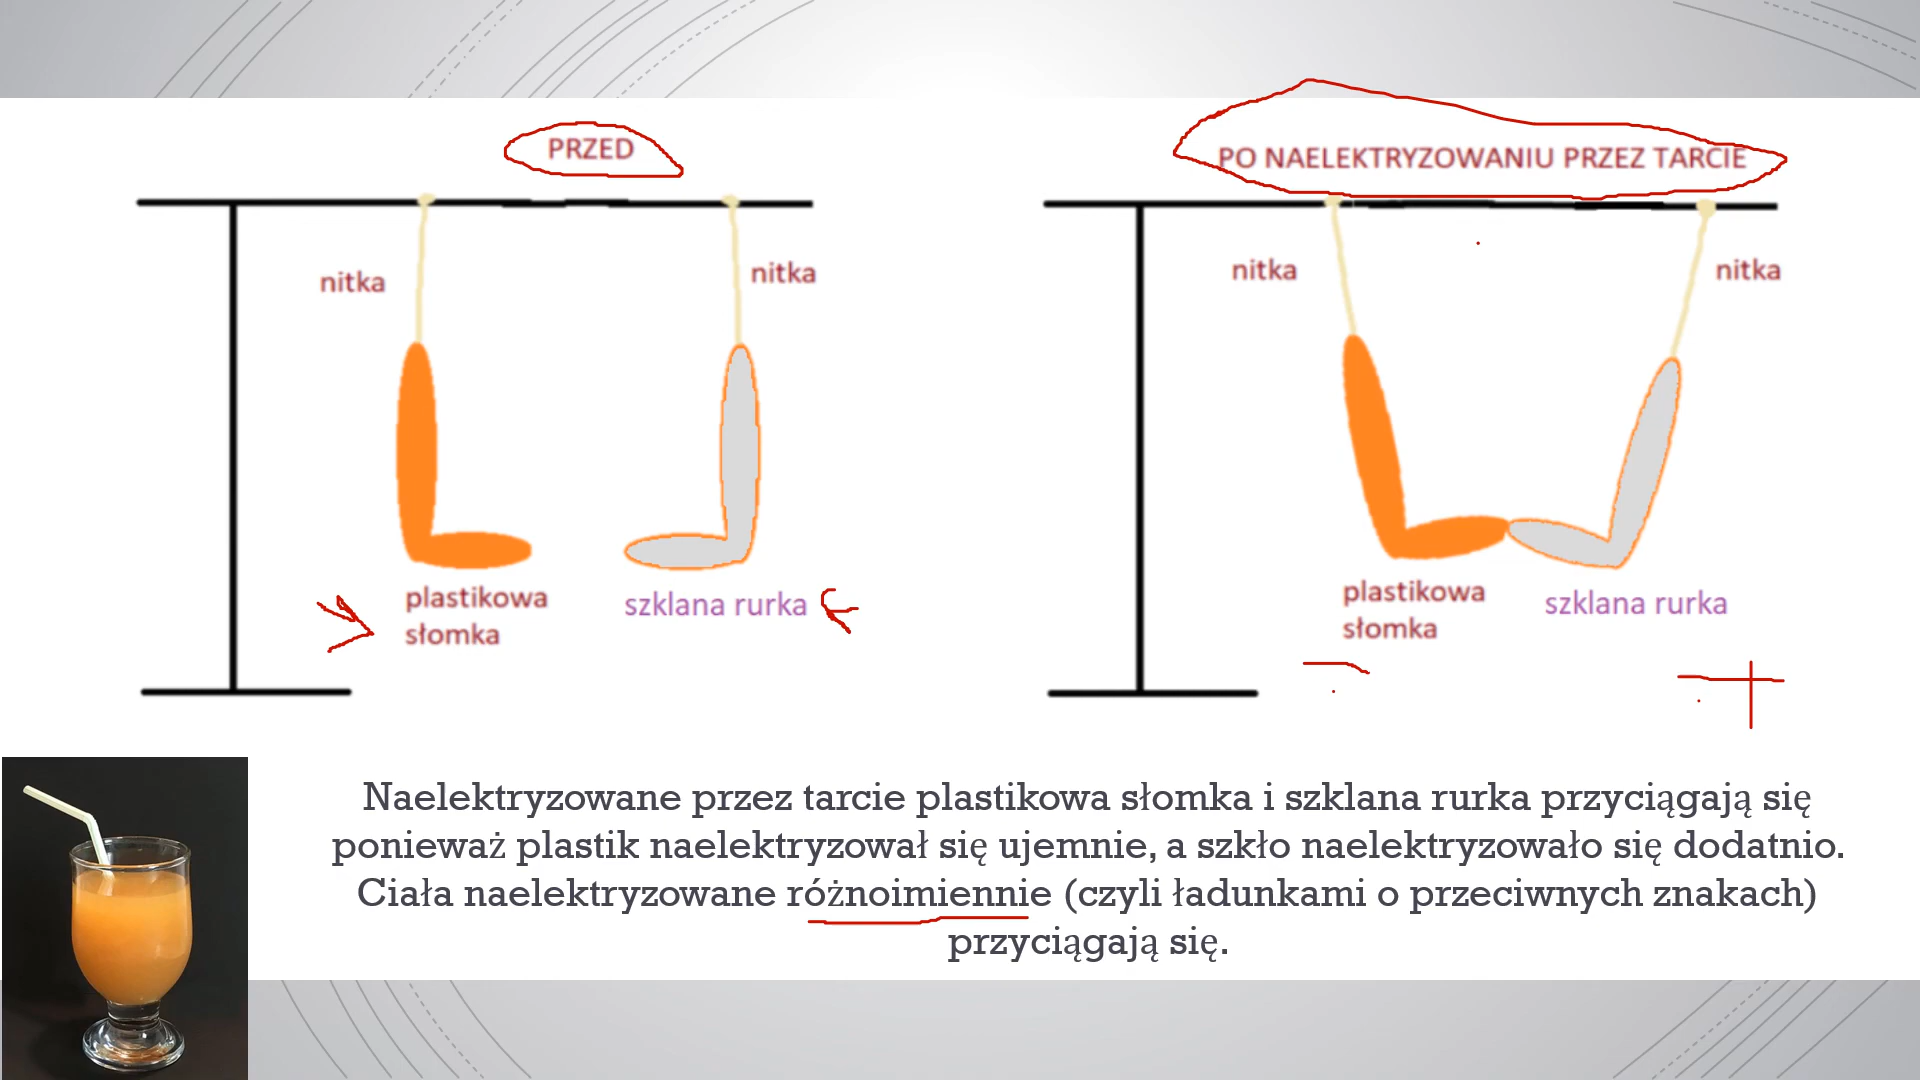 PRZED
nitka
nitka
plastikowa
słomka
szklana rurka
PO NAELEKTRYZOWANIU PRZEZ TARCIE
nitka
nitka
plastikowa
słomka
szklana rurka
−
+
Naelektryzowane przez tarcie plastikowa słomka i szklana rurka przyciągają się
ponieważ plastik naelektryzował się ujemnie, a szkło naelektryzowało się dodatnio.
Ciała naelektryzowane różnoimiennie (czyli ładunkami o przeciwnych znakach)
przyciągają się.